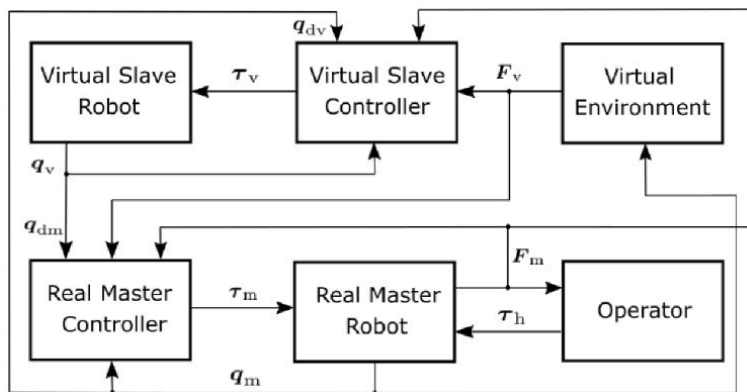 q_dv
Virtual Slave
Robot
τ_v
Virtual Slave
Controller
F_v
Virtual
Environment
q_v
q_dm
Real Master
Controller
τ_m
Real Master
Robot
F_m
τ_h
Operator
q_m